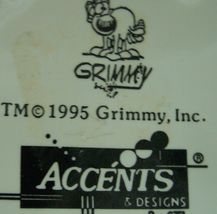 GRIMMY
TM © 1995 Grimmy, Inc.
ACCENTS ®
& DESIGNS